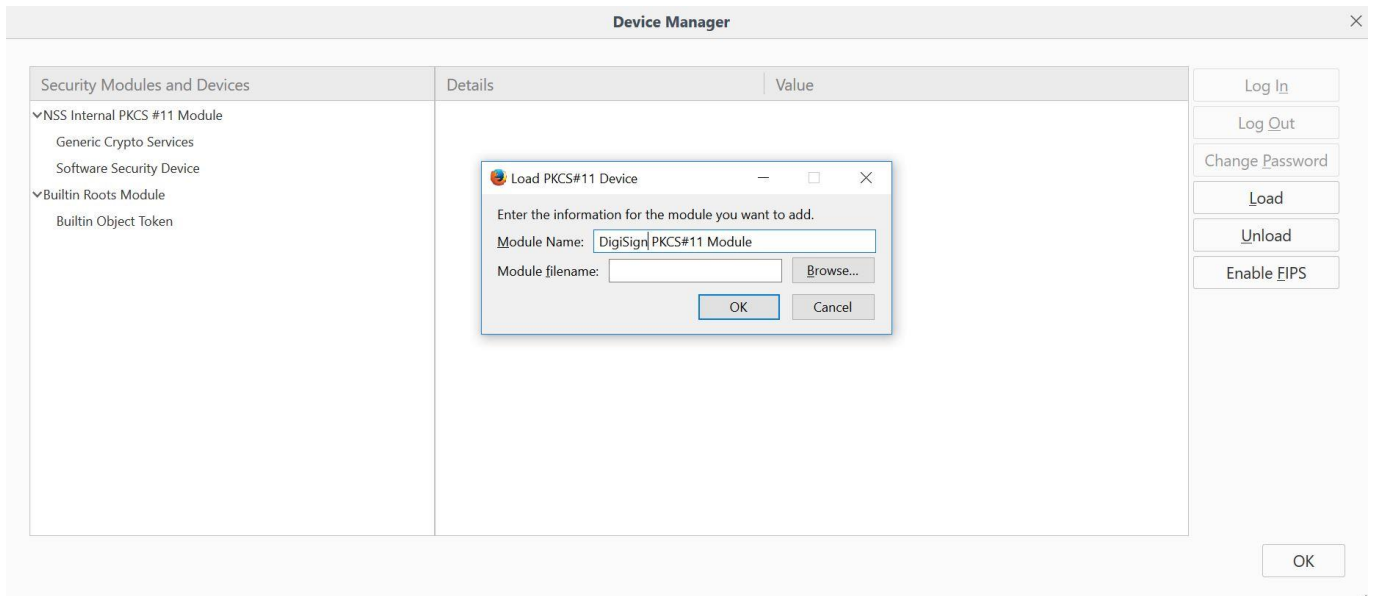 Device Manager
Security Modules and Devices
Details
Value
NSS Internal PKCS #11 Module
Generic Crypto Services
Software Security Device
Builtin Roots Module
Builtin Object Token
Load PKCS#11 Device
Enter the information for the module you want to add.
Module Name: DigiSign PKCS#11 Module
Module filename: Browse...
OK Cancel
Log In
Log Out
Change Password
Load
Unload
Enable FIPS
OK